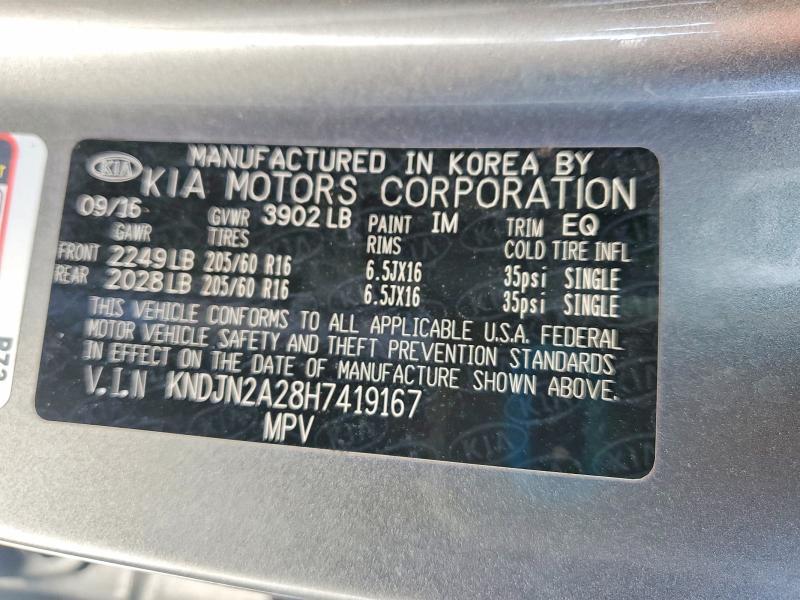 KIA MANUFACTURED IN KOREA BY
KIA MOTORS CORPORATION
09/16 GVWR 3902 LB PAINT IM TRIM EQ
GAWR TIRES RIMS COLD TIRE INFL
FRONT 2249 LB 205/60 R16 6.5JX16 35psi SINGLE
REAR 2028 LB 205/60 R16 6.5JX16 35psi SINGLE
THIS VEHICLE CONFORMS TO ALL APPLICABLE U.S.A. FEDERAL
MOTOR VEHICLE SAFETY AND THEFT PREVENTION STANDARDS
IN EFFECT ON THE DATE OF MANUFACTURE SHOWN ABOVE.
V.I.N KNDJN2A28H7419167
MPV